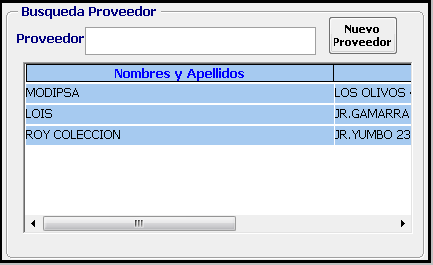 Busqueda Proveedor
Proveedor
Nuevo
Proveedor
Nombres y Apellidos
MODIPSA LOS OLIVOS
LOIS JR.GAMARRA
ROY COLECCION JR.YUMBO 23